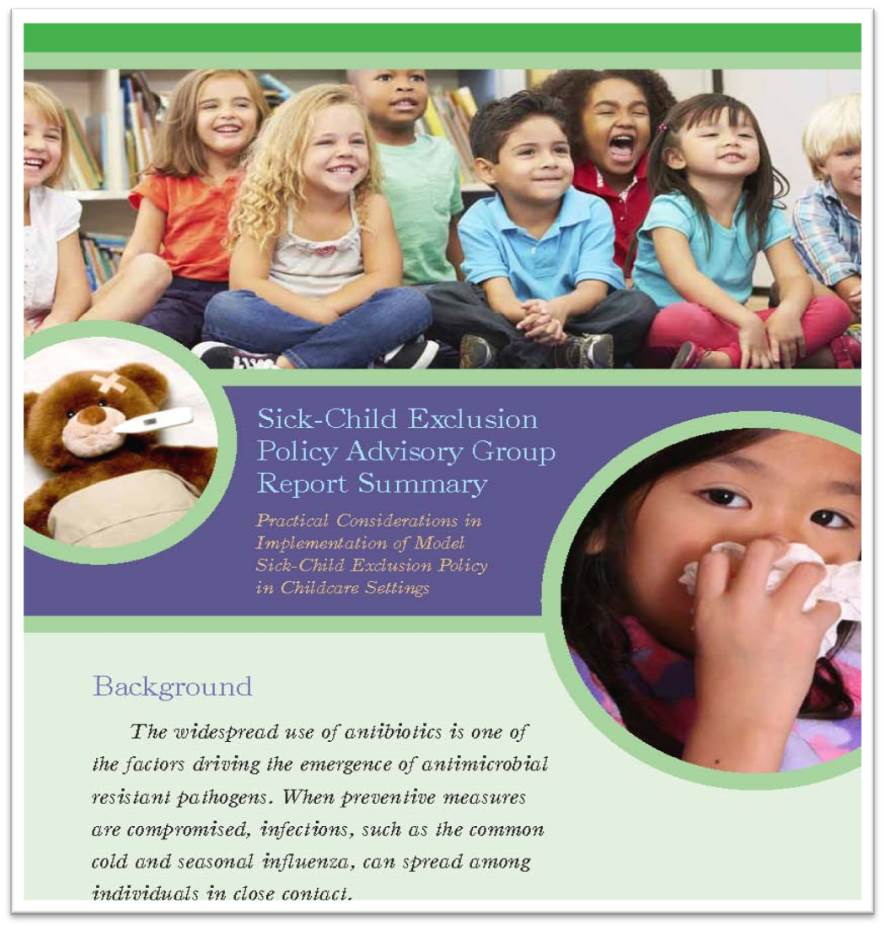 Sick-Child Exclusion
Policy Advisory Group
Report Summary
Practical Considerations in
Implementation of Model
Sick-Child Exclusion Policy
in Childcare Settings
Background
The widespread use of antibiotics is one of
the factors driving the emergence of antimicrobial
resistant pathogens. When preventive measures
are compromised, infections, such as the common
cold and seasonal influenza, can spread among
individuals in close contact.